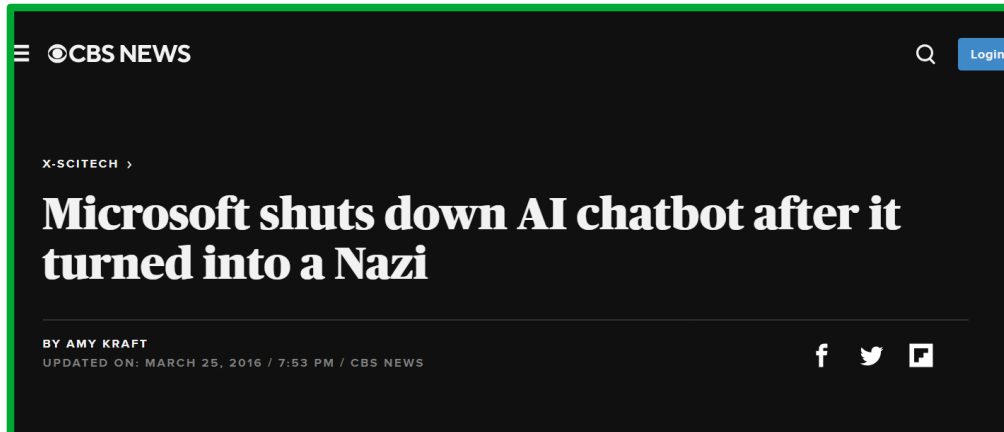 CBS NEWS
Login
X-SCITECH >
Microsoft shuts down AI chatbot after it
turned into a Nazi
BY AMY KRAFT
UPDATED ON: MARCH 25, 2016 / 7:53 PM / CBS NEWS